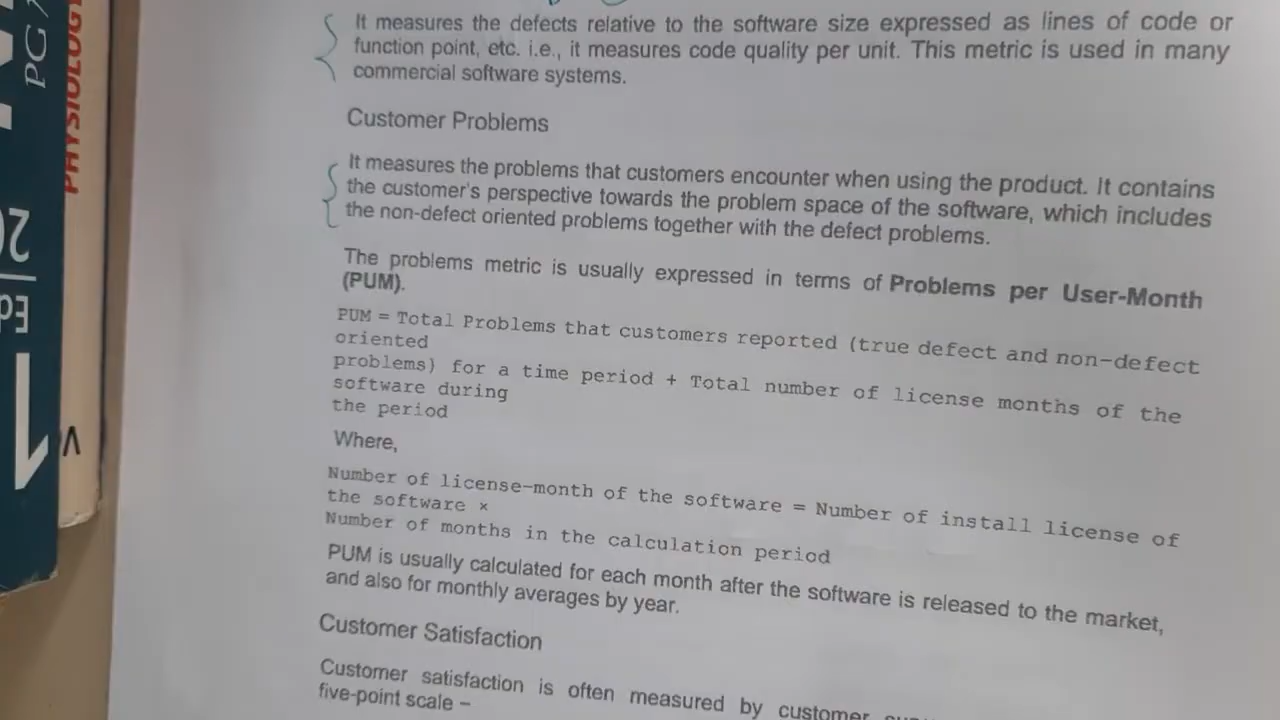 PG
PHYSIOLOGY
20
Ed
1
V
It measures the defects relative to the software size expressed as lines of code or
function point, etc. i.e., it measures code quality per unit. This metric is used in many
commercial software systems.
Customer Problems
It measures the problems that customers encounter when using the product. It contains
the customer's perspective towards the problem space of the software, which includes
the non-defect oriented problems together with the defect problems.
The problems metric is usually expressed in terms of Problems per User-Month
(PUM).
PUM = Total Problems that customers reported (true defect and non-defect
oriented
problems) for a time period + Total number of license months of the
software during
the period
Where,
Number of license-month of the software = Number of install license of
the software ×
Number of months in the calculation period
PUM is usually calculated for each month after the software is released to the market,
and also for monthly averages by year.
Customer Satisfaction
Customer satisfaction is often measured by customer
five-point scale −